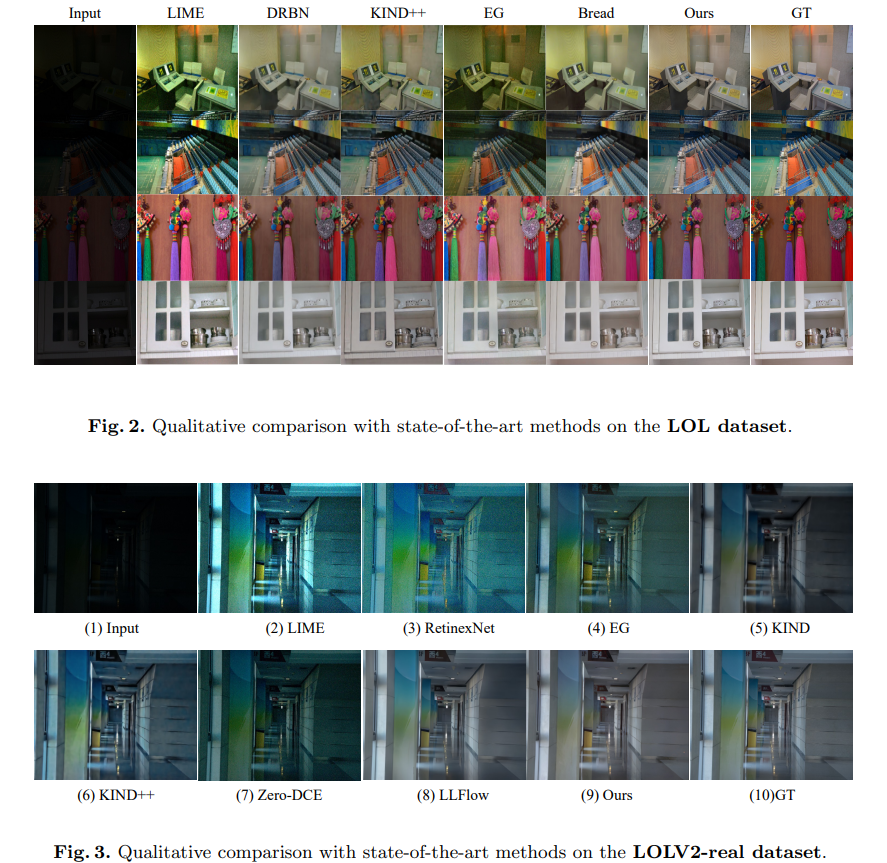 Input LIME DRBN KIND++ EG Bread Ours GT
Fig. 2. Qualitative comparison with state-of-the-art methods on the LOL dataset.
(1) Input (2) LIME (3) RetinexNet (4) EG (5) KIND
(6) KIND++ (7) Zero-DCE (8) LLFlow (9) Ours (10)GT
Fig. 3. Qualitative comparison with state-of-the-art methods on the LOLV2-real dataset.